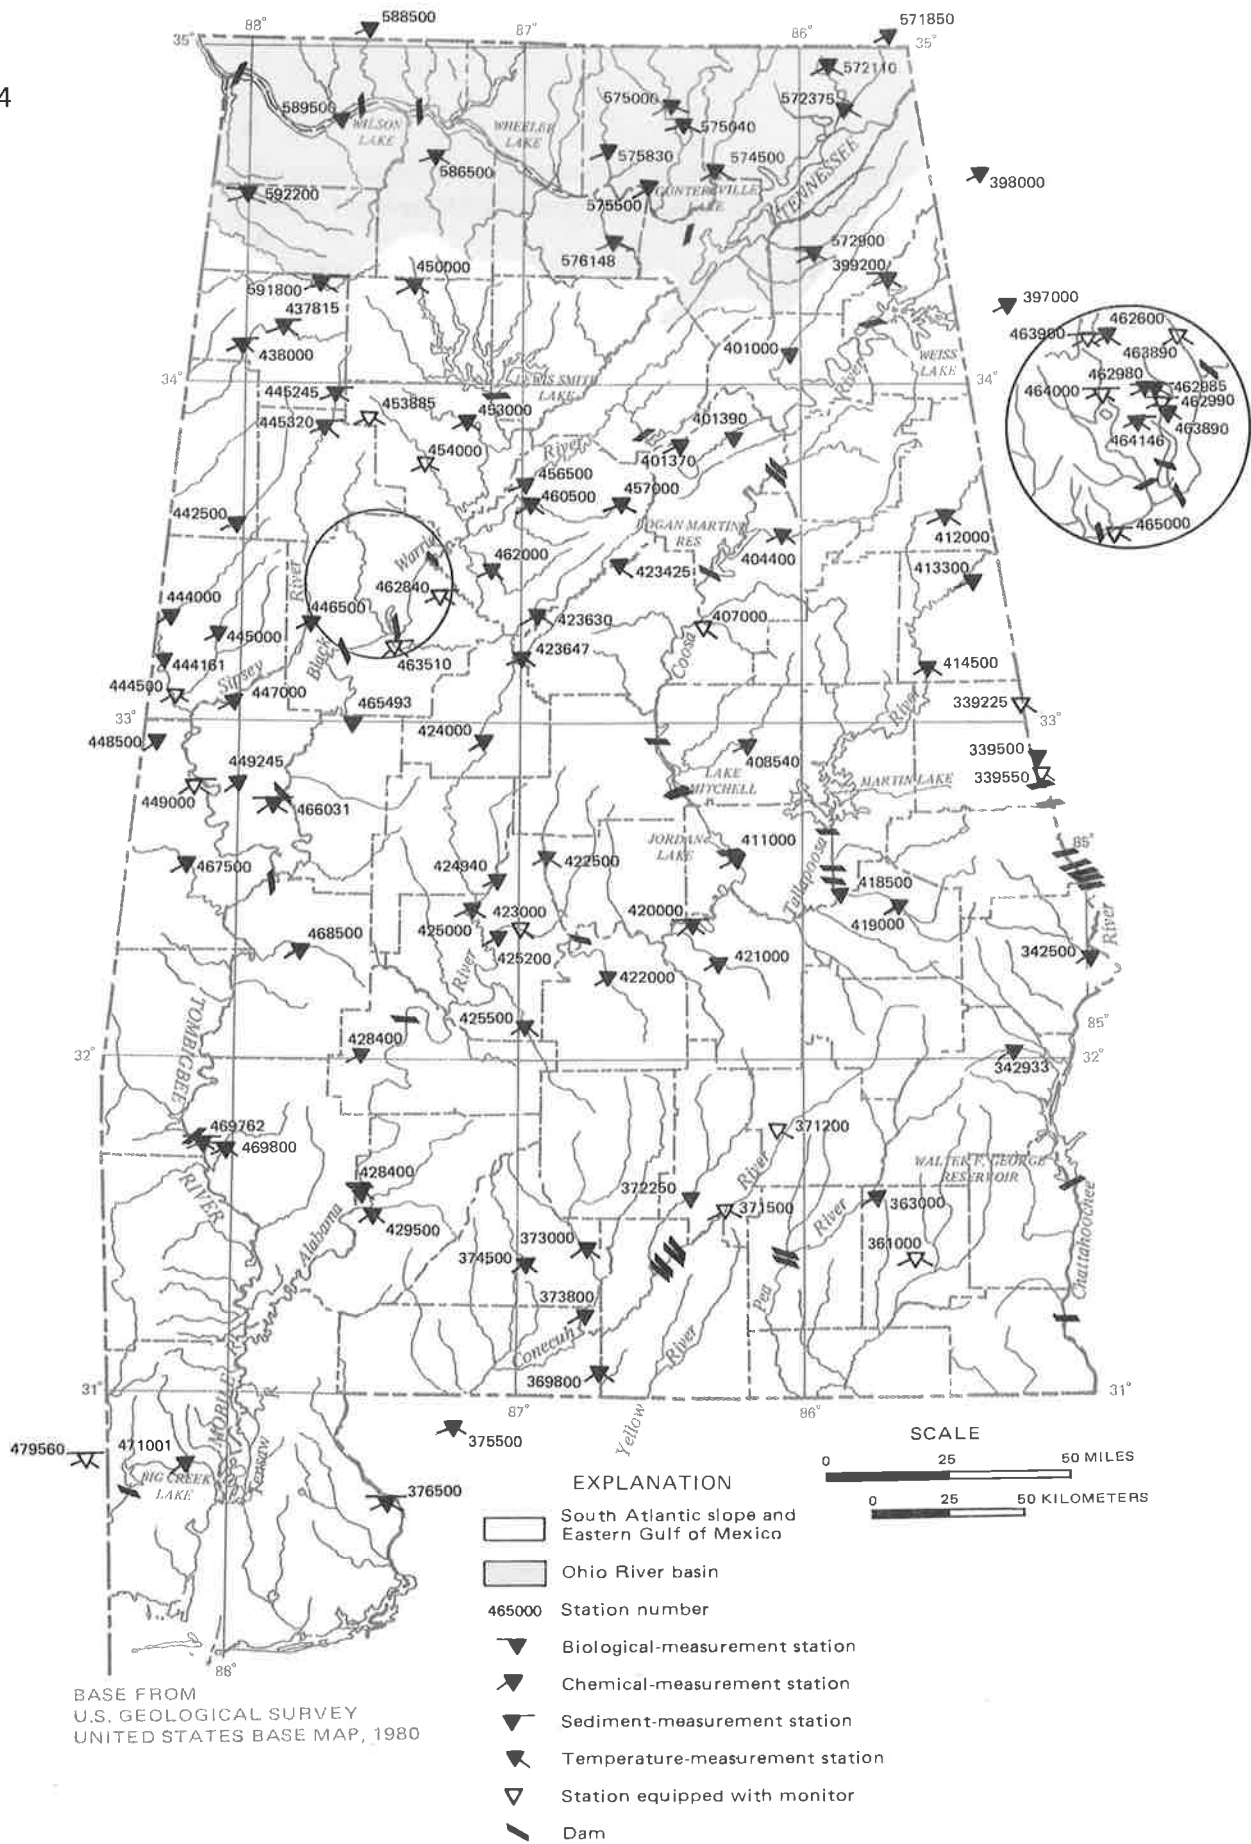 4
588500
571850
35°
88°
87
86
35°
572110
589500
575000
572375
WILSON
LAKE
WHEELER
LAKE
575040
575830
574500
586500
TENNESSEE
398000
592200
GUNTERSVILLE
LAKE
575500
576148
572900
399200
450000
591800
437815
397000
438000
401000
WEISS
LAKE
River
34°
34°
LEWIS SMITH
LAKE
463900
462600
463890
462980
462985
464000
462990
463890
464146
465000
445245
453885
453000
401390
445320
454000
River
401370
456500
460500
457000
442500
LOGAN MARTIN
RES
412000
404400
462000
423425
413300
Warrior
River
462840
444000
446500
407000
445000
423630
Black
463510
423647
Coosa
444161
Sipsey
414500
444500
447000
465493
River
339225
33°
33°
448500
424000
408540
339500
449245
LAKE
MITCHELL
MARTIN LAKE
339550
449000
466031
JORDAN
LAKE
411000
85°
467500
424940
422500
Tallapoosa
418500
425000
423000
420000
419000
River
468500
425200
421000
342500
River
422000
TOMBIGBEE
425500
85°
428400
32°
32°
342933
469762
469800
371200
RIVER
428400
River
WALTER F. GEORGE
RESERVOIR
372250
371500
River
363000
Alabama
429500
373000
361000
374500
Chattahoochee
373800
Pea
Conecuh
River
369800
31°
31°
MOBILE
R
87°
86°
Yellow
375500
479560
471001
BIG CREEK
LAKE
Tensaw
376500
88°
SCALE
0 25 50 MILES
0 25 50 KILOMETERS
EXPLANATION
South Atlantic slope and
Eastern Gulf of Mexico
Ohio River basin
465000 Station number
Biological-measurement station
Chemical-measurement station
Sediment-measurement station
Temperature-measurement station
Station equipped with monitor
Dam
BASE FROM
U.S. GEOLOGICAL SURVEY
UNITED STATES BASE MAP, 1980